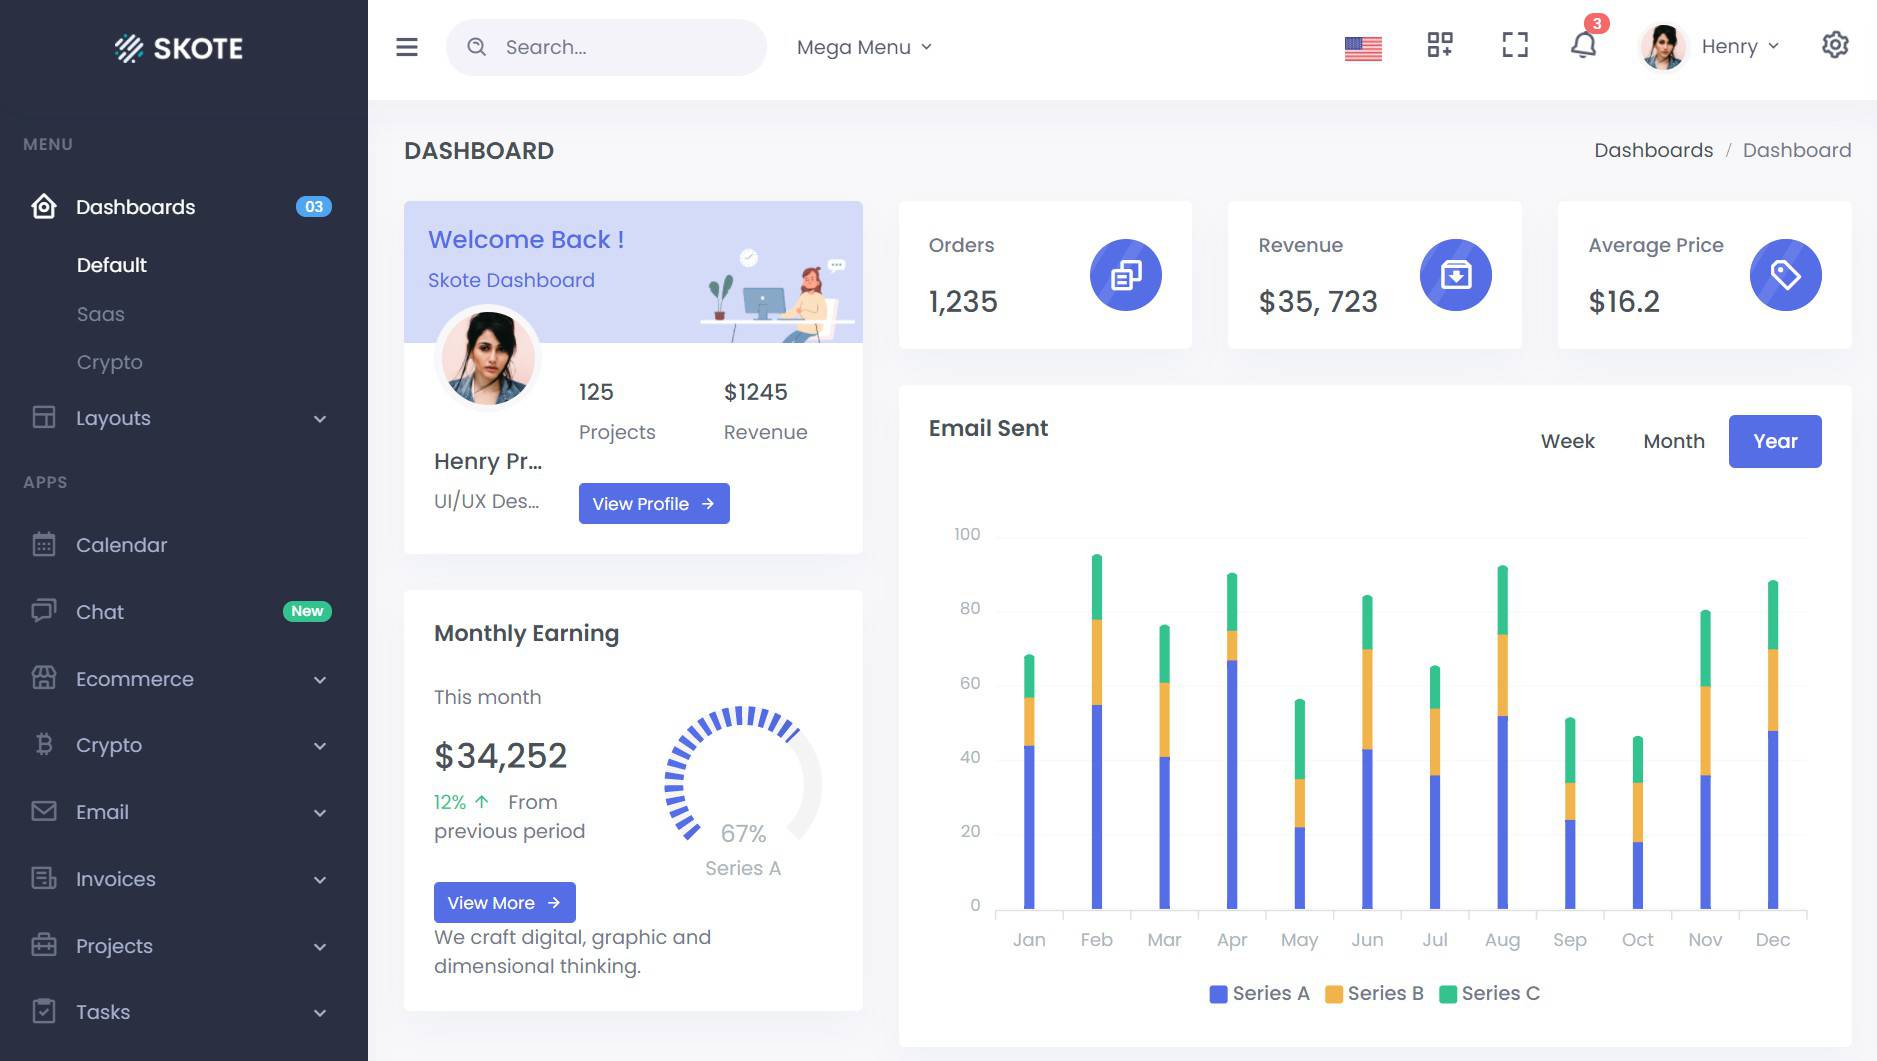 SKOTE
Search...
Mega Menu
3
Henry
MENU
Dashboards
03
Default
Saas
Crypto
Layouts
APPS
Calendar
Chat
New
Ecommerce
Crypto
Email
Invoices
Projects
Tasks
DASHBOARD
Dashboards / Dashboard
Welcome Back !
Skote Dashboard
125
$1245
Projects
Revenue
Henry Pr...
UI/UX Des...
View Profile
Orders
1,235
Revenue
$35, 723
Average Price
$16.2
Monthly Earning
This month
$34,252
12% From
previous period
67%
Series A
View More
We craft digital, graphic and
dimensional thinking.
Email Sent
Week
Month
Year
100
80
60
40
20
0
Jan Feb Mar Apr May Jun Jul Aug Sep Oct Nov Dec
Series A Series B Series C